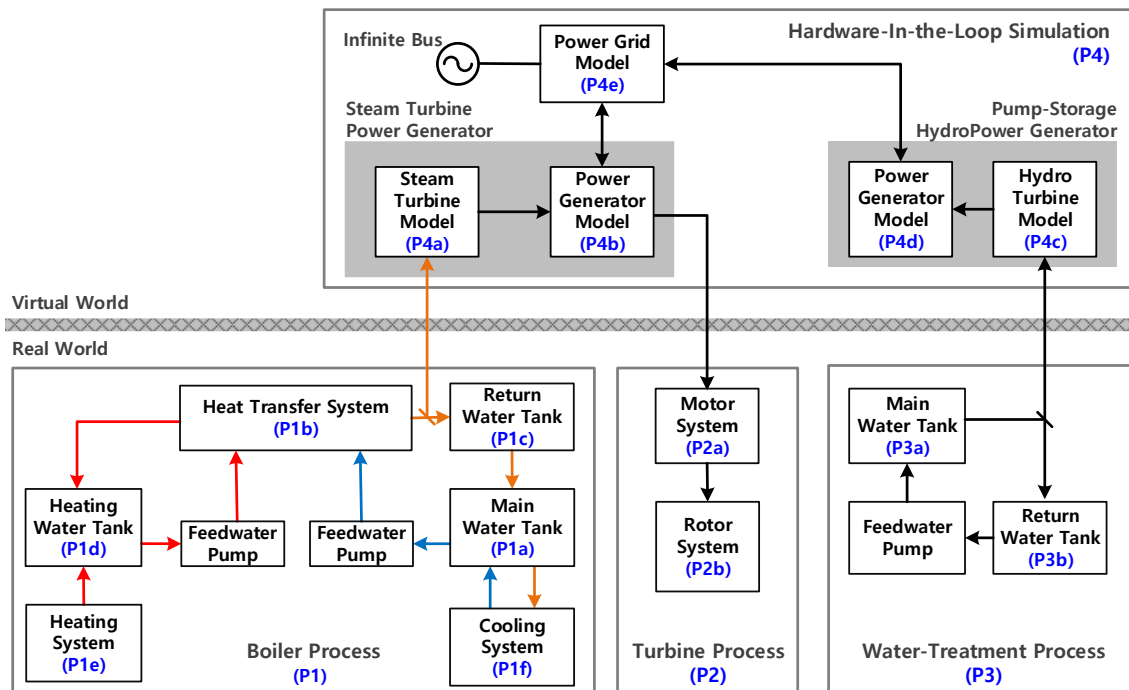 Hardware-In-the-Loop Simulation
(P4)
Infinite Bus
Power Grid
Model
(P4e)
Steam Turbine
Power Generator
Pump-Storage
HydroPower Generator
Steam
Turbine
Model
(P4a)
Power
Generator
Model
(P4b)
Power
Generator
Model
(P4d)
Hydro
Turbine
Model
(P4c)
Virtual World
Real World
Heat Transfer System
(P1b)
Return
Water Tank
(P1c)
Heating
Water Tank
(P1d)
Feedwater
Pump
Feedwater
Pump
Main
Water Tank
(P1a)
Heating
System
(P1e)
Cooling
System
(P1f)
Boiler Process
(P1)
Motor
System
(P2a)
Rotor
System
(P2b)
Turbine Process
(P2)
Main
Water Tank
(P3a)
Feedwater
Pump
Return
Water Tank
(P3b)
Water-Treatment Process
(P3)